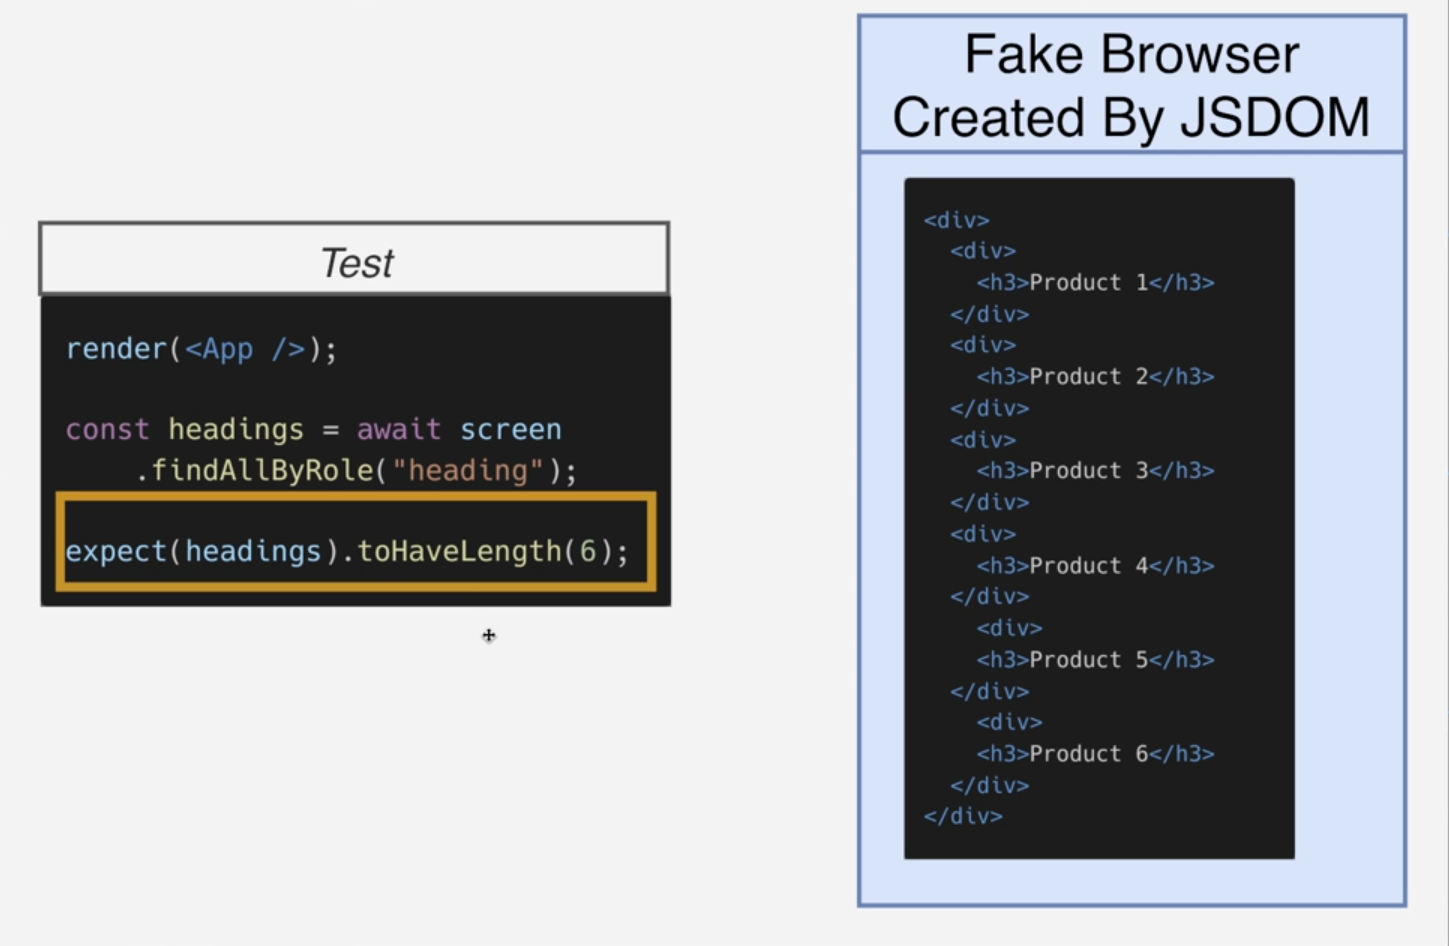 Test
render(<App />);
const headings = await screen
    .findAllByRole("heading");
expect(headings).toHaveLength(6);
Fake Browser
Created By JSDOM
<div>
  <div>
    <h3>Product 1</h3>
  </div>
  <div>
    <h3>Product 2</h3>
  </div>
  <div>
    <h3>Product 3</h3>
  </div>
  <div>
    <h3>Product 4</h3>
  </div>
    <div>
    <h3>Product 5</h3>
  </div>
    <div>
    <h3>Product 6</h3>
  </div>
</div>